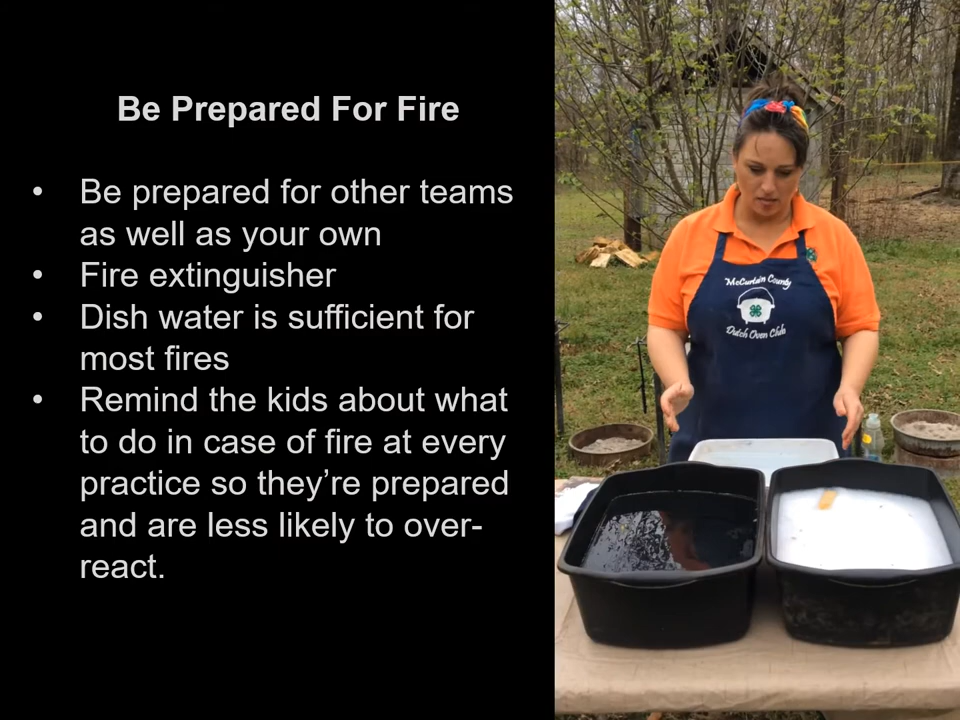 Be Prepared For Fire
• Be prepared for other teams
as well as your own
• Fire extinguisher
• Dish water is sufficient for
most fires
• Remind the kids about what
to do in case of fire at every
practice so they’re prepared
and are less likely to over-
react.
McCurtain County
Dutch Oven Club